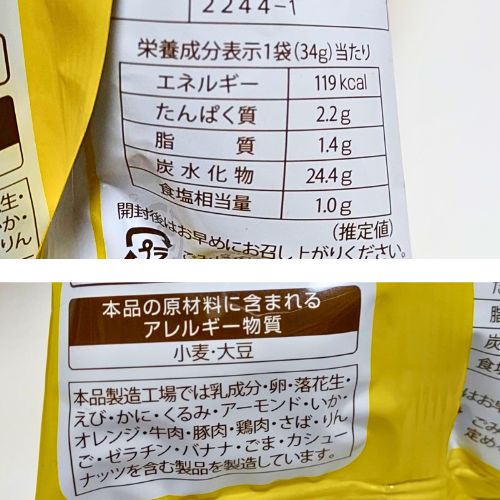 2244-1
栄養成分表示1袋(34g)当たり
エネルギー 119kcal
たんぱく質 2.2g
脂質 1.4g
炭水化物 24.4g
食塩相当量 1.0g
(推定値)
開封後はお早めにお召し上がりください。
プラ
本品の原材料に含まれる
アレルギー物質
小麦・大豆
本品製造工場では乳成分・卵・落花生・
えび・かに・くるみ・アーモンド・いか・
オレンジ・牛肉・豚肉・鶏肉・さば・りん
ご・ゼラチン・バナナ・ごま・カシュー
ナッツを含む製品を製造しています。